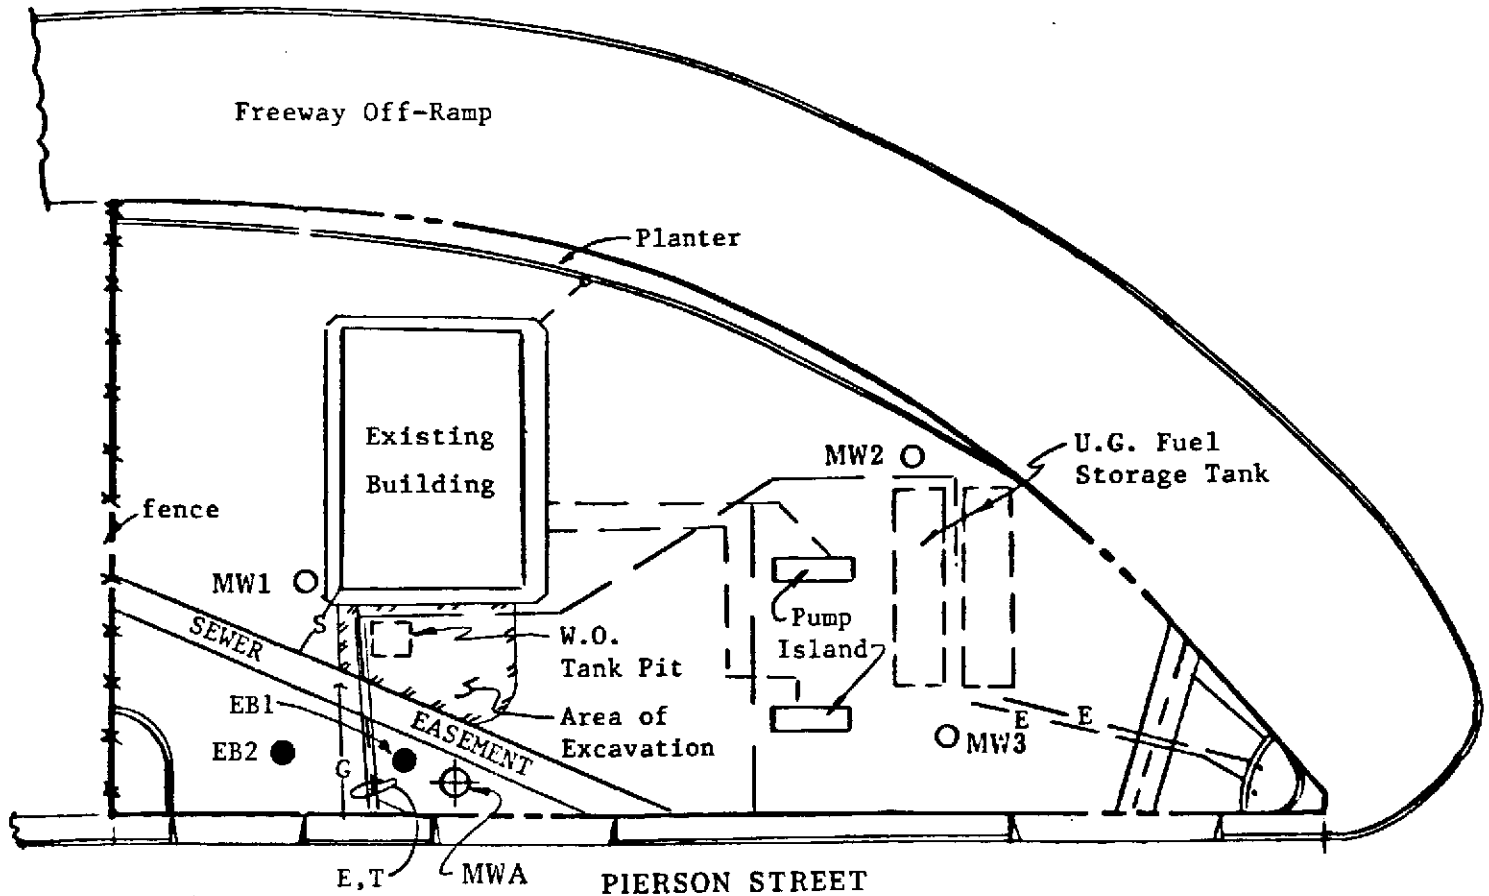 Freeway Off-Ramp
Planter
Existing
Building
MW2
U.G. Fuel
Storage Tank
fence
MW1
S
SEWER
EASEMENT
W.O.
Tank Pit
Pump
Island
EB1
EB2
Area of
Excavation
G
E
E
MW3
E,T
MWA
PIERSON STREET